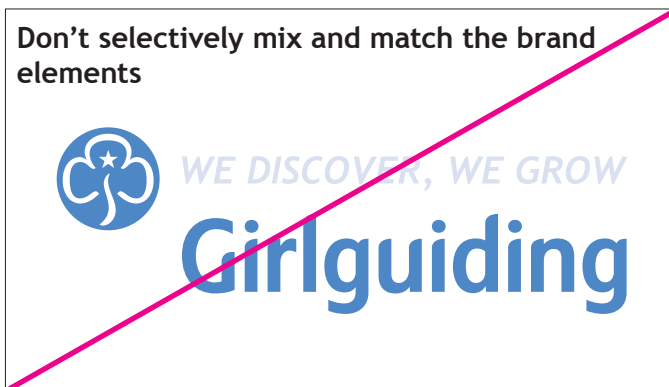 Don’t selectively mix and match the brand
elements
WE DISCOVER, WE GROW
Girlguiding